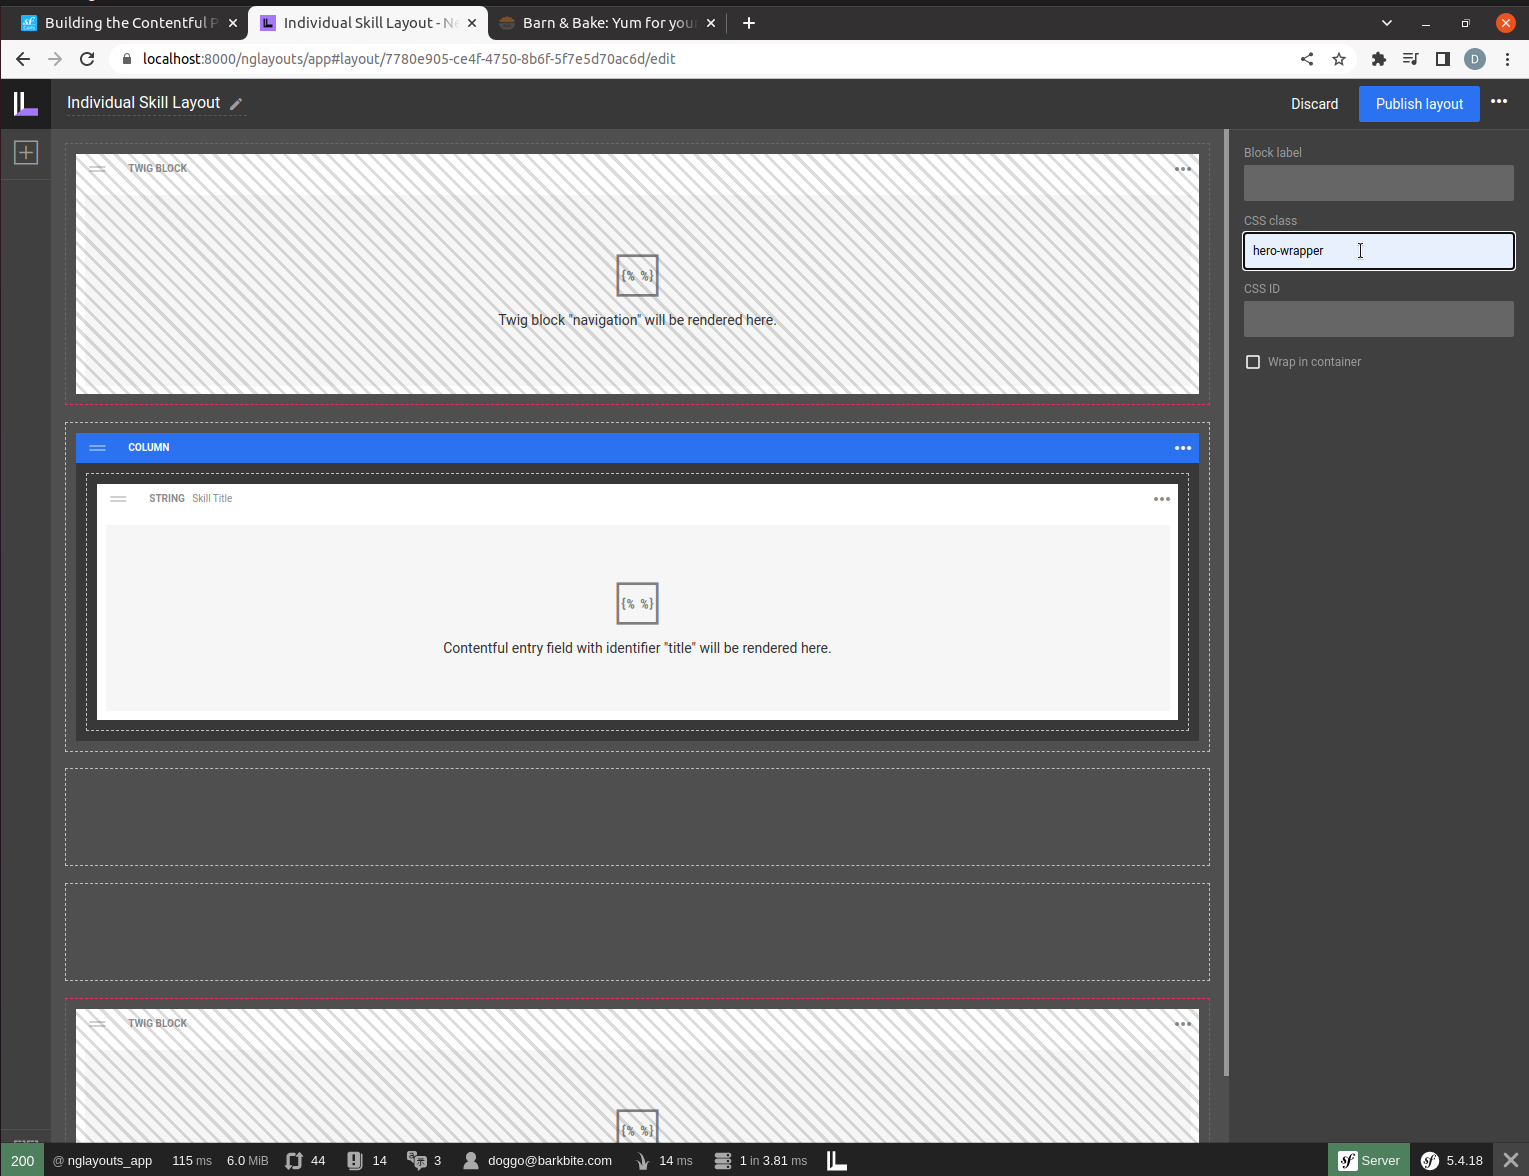 Building the Contentful P
Individual Skill Layout - Ne
Barn & Bake: Yum for your
localhost:8000/nglayouts/app#layout/7780e905-ce4f-4750-8b6f-5f7e5d70ac6d/edit
D
Individual Skill Layout
Discard
Publish layout
TWIG BLOCK
{% %}
Twig block "navigation" will be rendered here.
Block label
CSS class
hero-wrapper
CSS ID
Wrap in container
COLUMN
STRING Skill Title
{% %}
Contentful entry field with identifier "title" will be rendered here.
TWIG BLOCK
{% %}
200 @ nglayouts_app 115 ms 6.0 MiB 44 14 3 doggo@barkbite.com 14 ms 1 in 3.81 ms sf Server sf 5.4.18